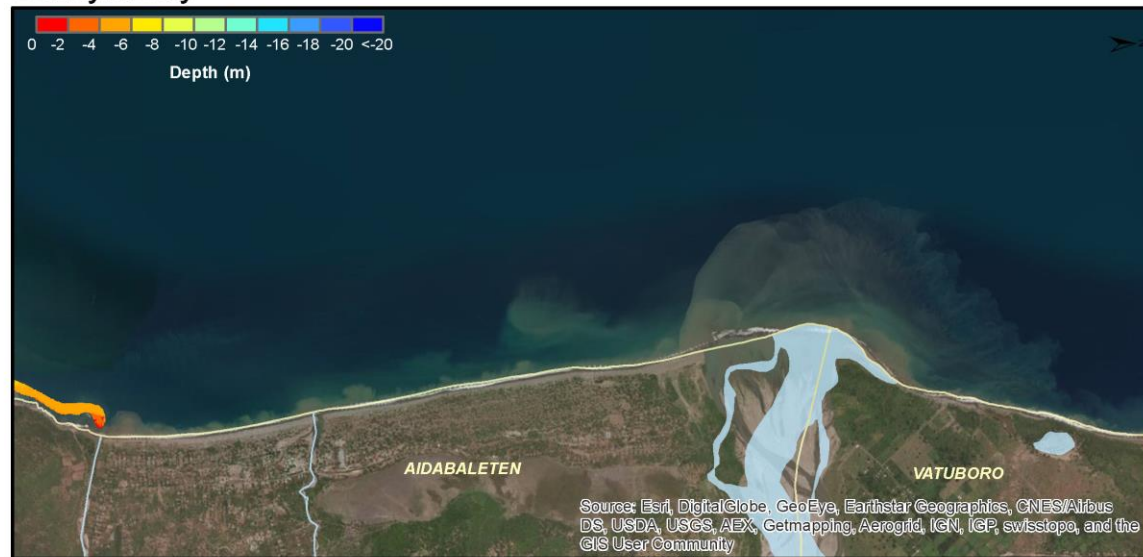 0 -2 -4 -6 -8 -10 -12 -14 -16 -18 -20 <-20
Depth (m)
AIDABALETEN
VATUBORO
Source: Esri, DigitalGlobe, GeoEye, Earthstar Geographics, CNES/Airbus
DS, USDA, USGS, AEX, Getmapping, Aerogrid, IGN, IGP, swisstopo, and the
GIS User Community